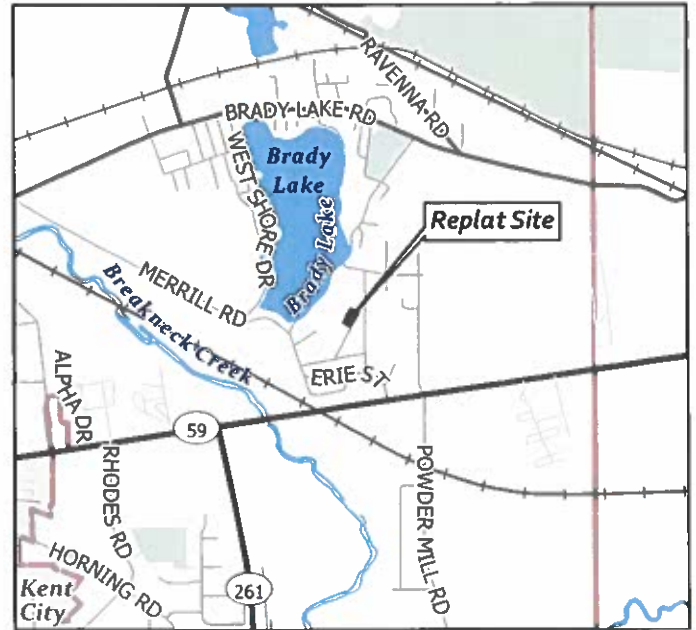 RAVENNA RD
BRADY LAKE RD
Brady
Lake
WEST SHORE DR
Brady Lake
Replat Site
MERRILL RD
Breakneck Creek
ERIE ST
ALPHA DR
59
RHODES RD
POWDER MILL RD
HORNING RD
Kent
City
261